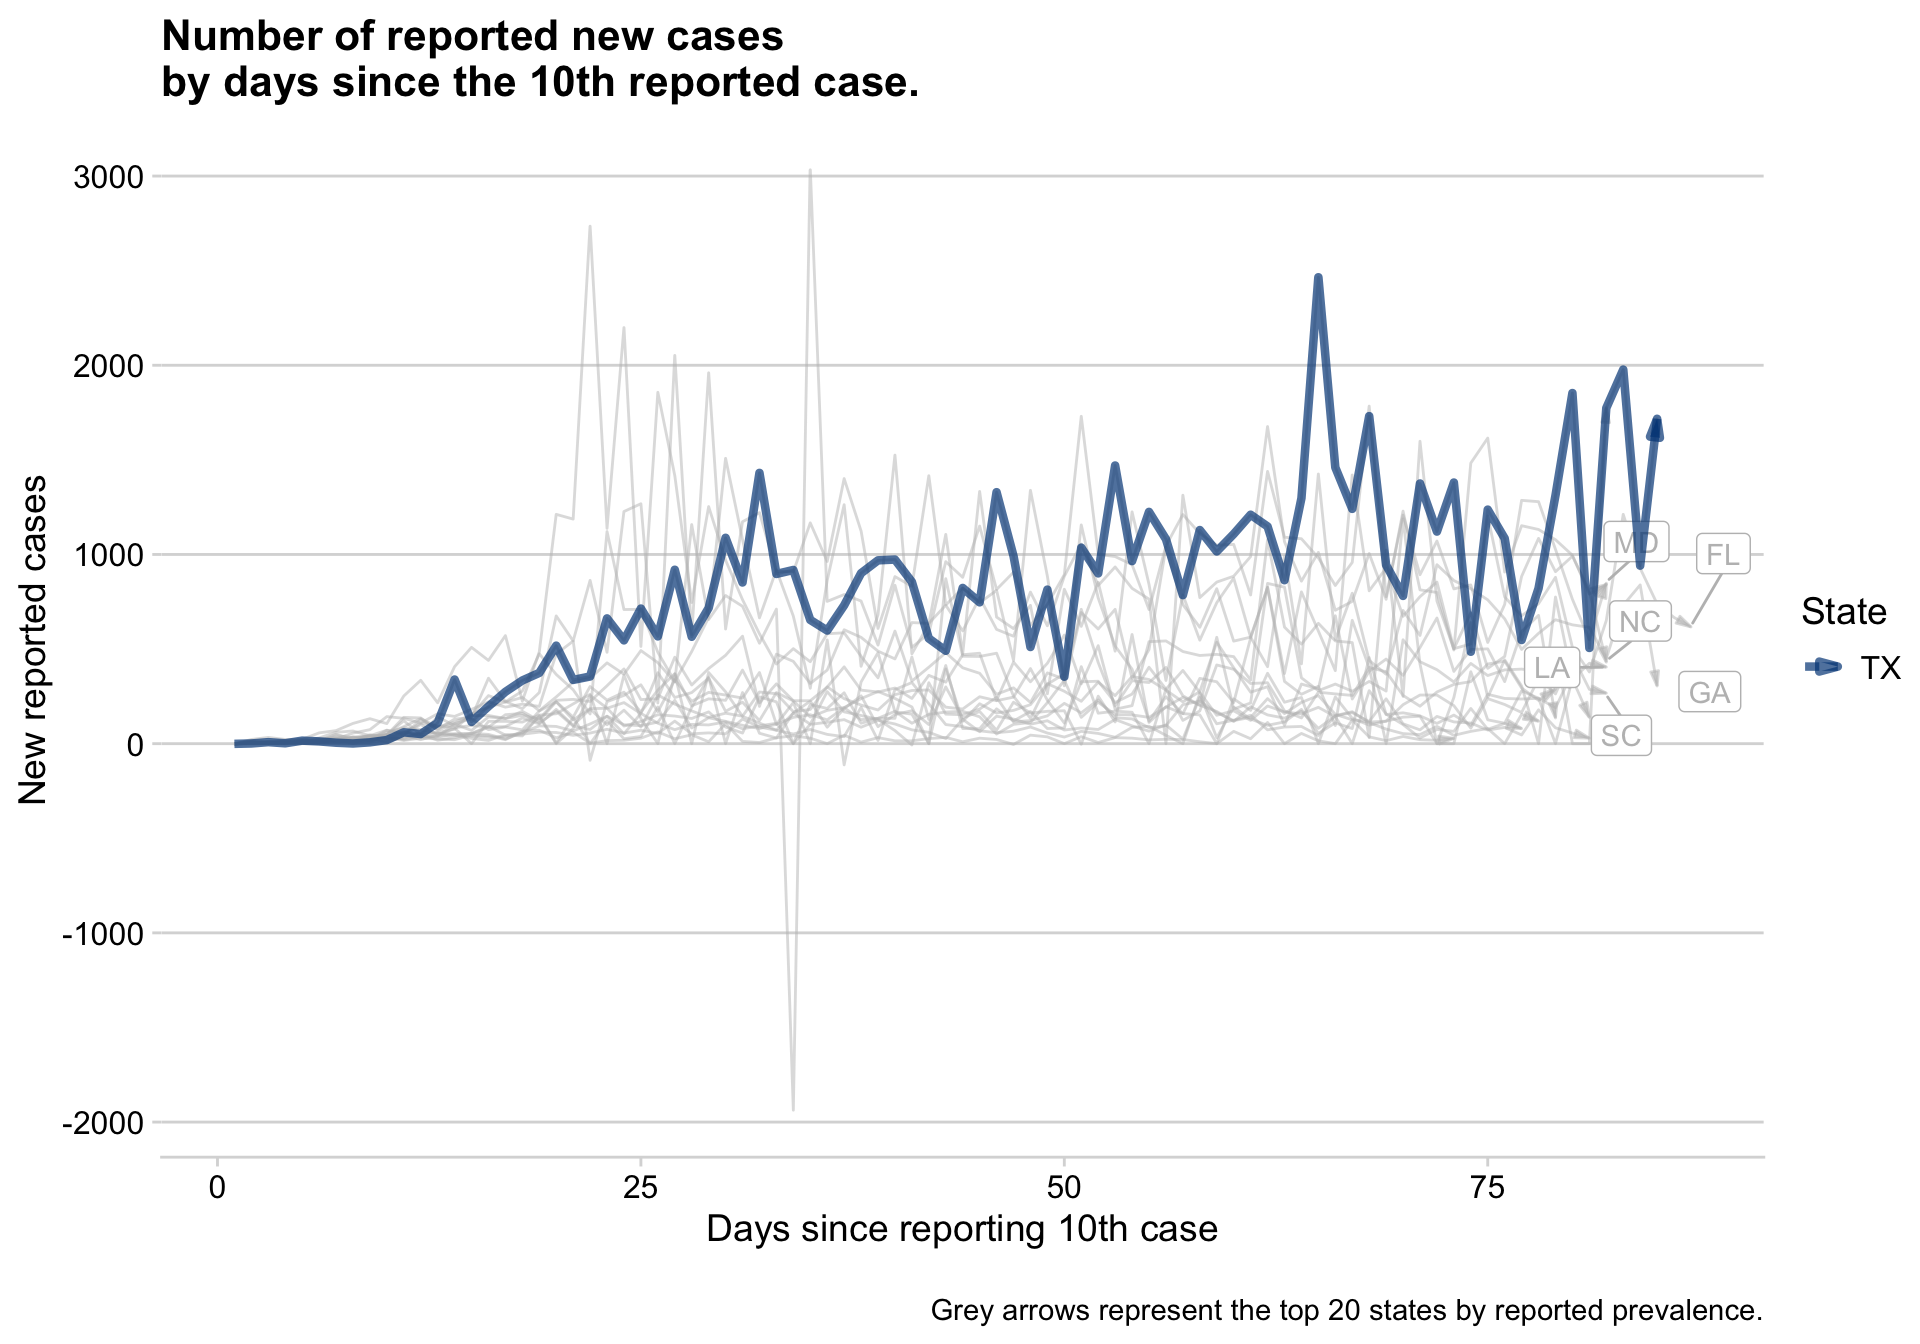 Number of reported new cases
by days since the 10th reported case.
New reported cases
3000
2000
1000
0
-1000
-2000
MD
FL
NC
LA
GA
SC
State
TX
0
25
50
75
Days since reporting 10th case
Grey arrows represent the top 20 states by reported prevalence.